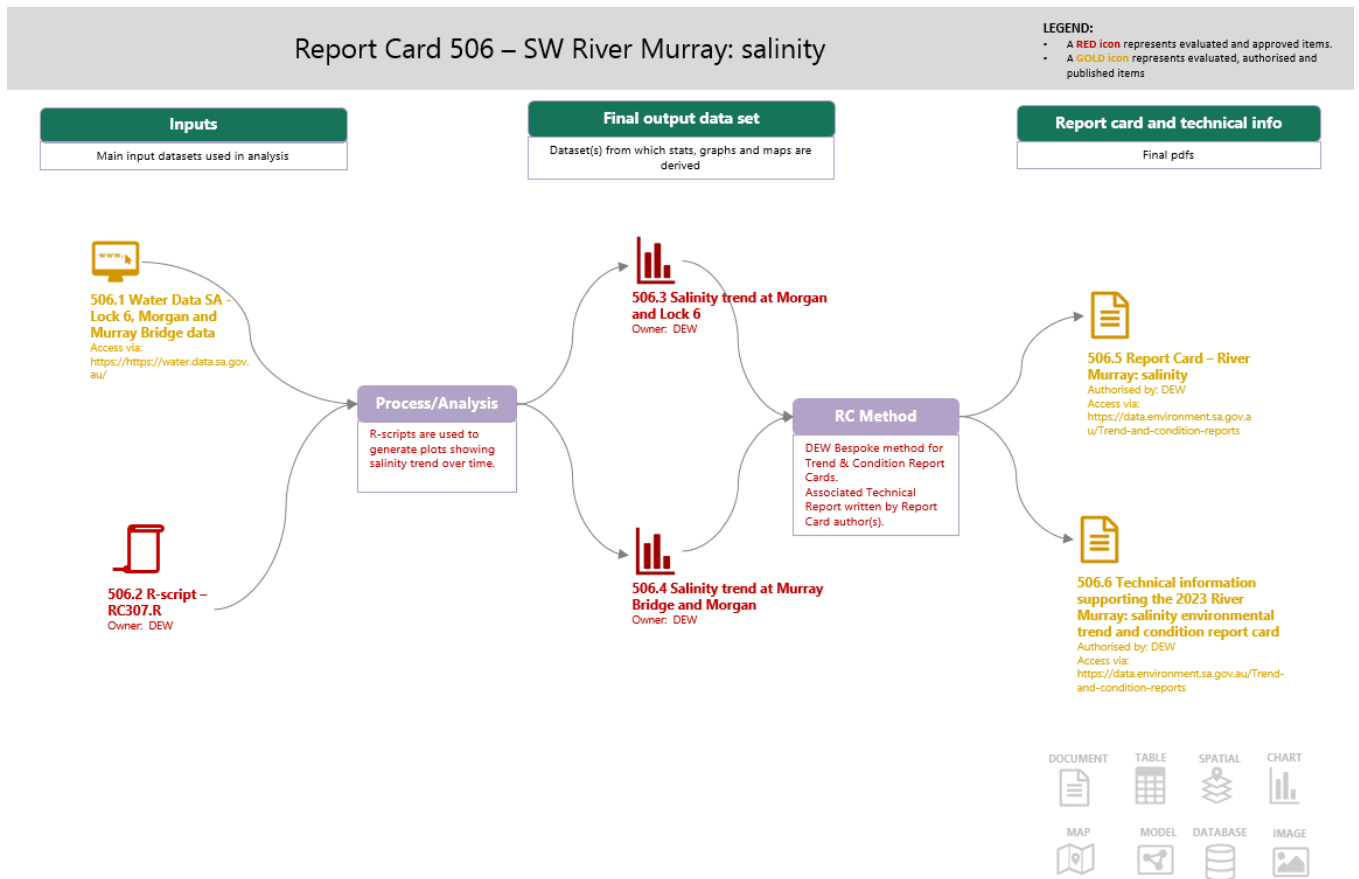 Report Card 506 – SW River Murray: salinity
LEGEND:
• A RED icon represents evaluated and approved items.
• A GOLD icon represents evaluated, authorised and
published items
Inputs
Main input datasets used in analysis
Final output data set
Dataset(s) from which stats, graphs and maps are
derived
Report card and technical info
Final pdfs
www.
506.1 Water Data SA -
Lock 6, Morgan and
Murray Bridge data
Access via:
https://https://water.data.sa.gov.
au/
506.2 R-script –
RC307.R
Owner: DEW
Process/Analysis
R-scripts are used to
generate plots showing
salinity trend over time.
506.3 Salinity trend at Morgan
and Lock 6
Owner: DEW
506.4 Salinity trend at Murray
Bridge and Morgan
Owner: DEW
RC Method
DEW Bespoke method for
Trend & Condition Report
Cards.
Associated Technical
Report written by Report
Card author(s).
506.5 Report Card – River
Murray: salinity
Authorised by: DEW
Access via:
https://data.environment.sa.gov.a
u/Trend-and-condition-reports
506.6 Technical information
supporting the 2023 River
Murray: salinity environmental
trend and condition report card
Authorised by: DEW
Access via:
https://data.environment.sa.gov.au/Trend-
and-condition-reports
DOCUMENT TABLE SPATIAL CHART
MAP MODEL DATABASE IMAGE